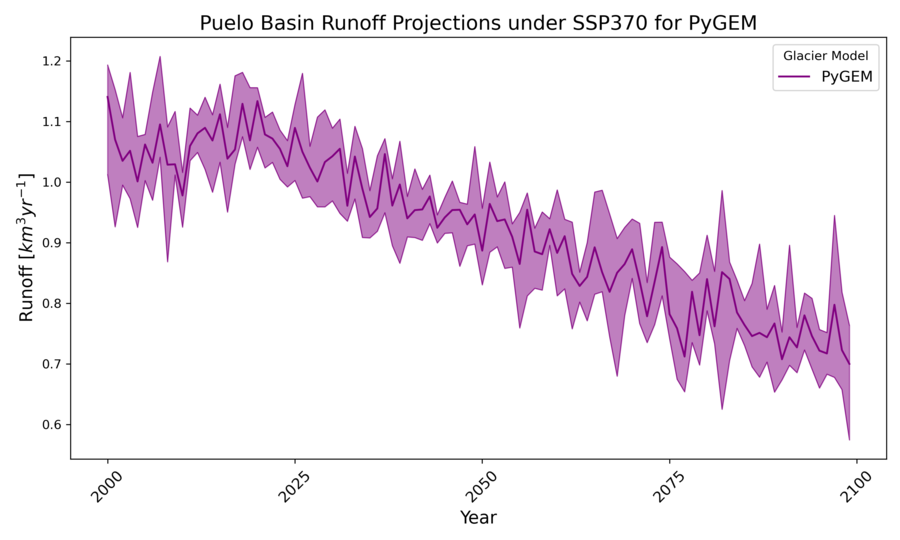 Puelo Basin Runoff Projections under SSP370 for PyGEM
Glacier Model
PyGEM
Runoff [km³yr⁻¹]
1.2
1.1
1.0
0.9
0.8
0.7
0.6
2000
2025
2050
2075
2100
Year